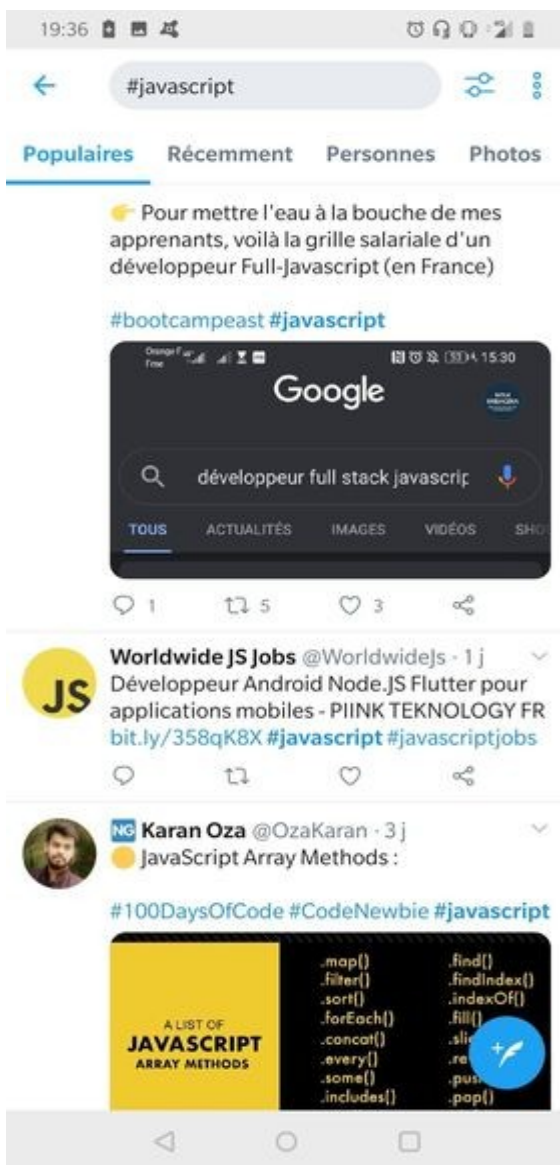 19:36
#javascript
Populaires Récemment Personnes Photos
Pour mettre l'eau à la bouche de mes
apprenants, voilà la grille salariale d'un
développeur Full-Javascript (en France)
#bootcampeast #javascript
15:30
Google
développeur full stack javascrip
TOUS ACTUALITÉS IMAGES VIDÉOS SHO
1 5 3
JS
Worldwide JS Jobs @WorldwideJs · 1 j
Développeur Android Node.JS Flutter pour
applications mobiles - PIINK TEKNOLOGY FR
bit.ly/358qK8X #javascript #javascriptjobs
NG Karan Oza @OzaKaran · 3 j
JavaScript Array Methods :
#100DaysOfCode #CodeNewbie #javascript
A LIST OF
JAVASCRIPT
ARRAY METHODS
.map()
.filter()
.sort()
.forEach()
.concat()
.every()
.some()
.includes()
.find()
.findIndex()
.indexOf()
.fill()
.pop()